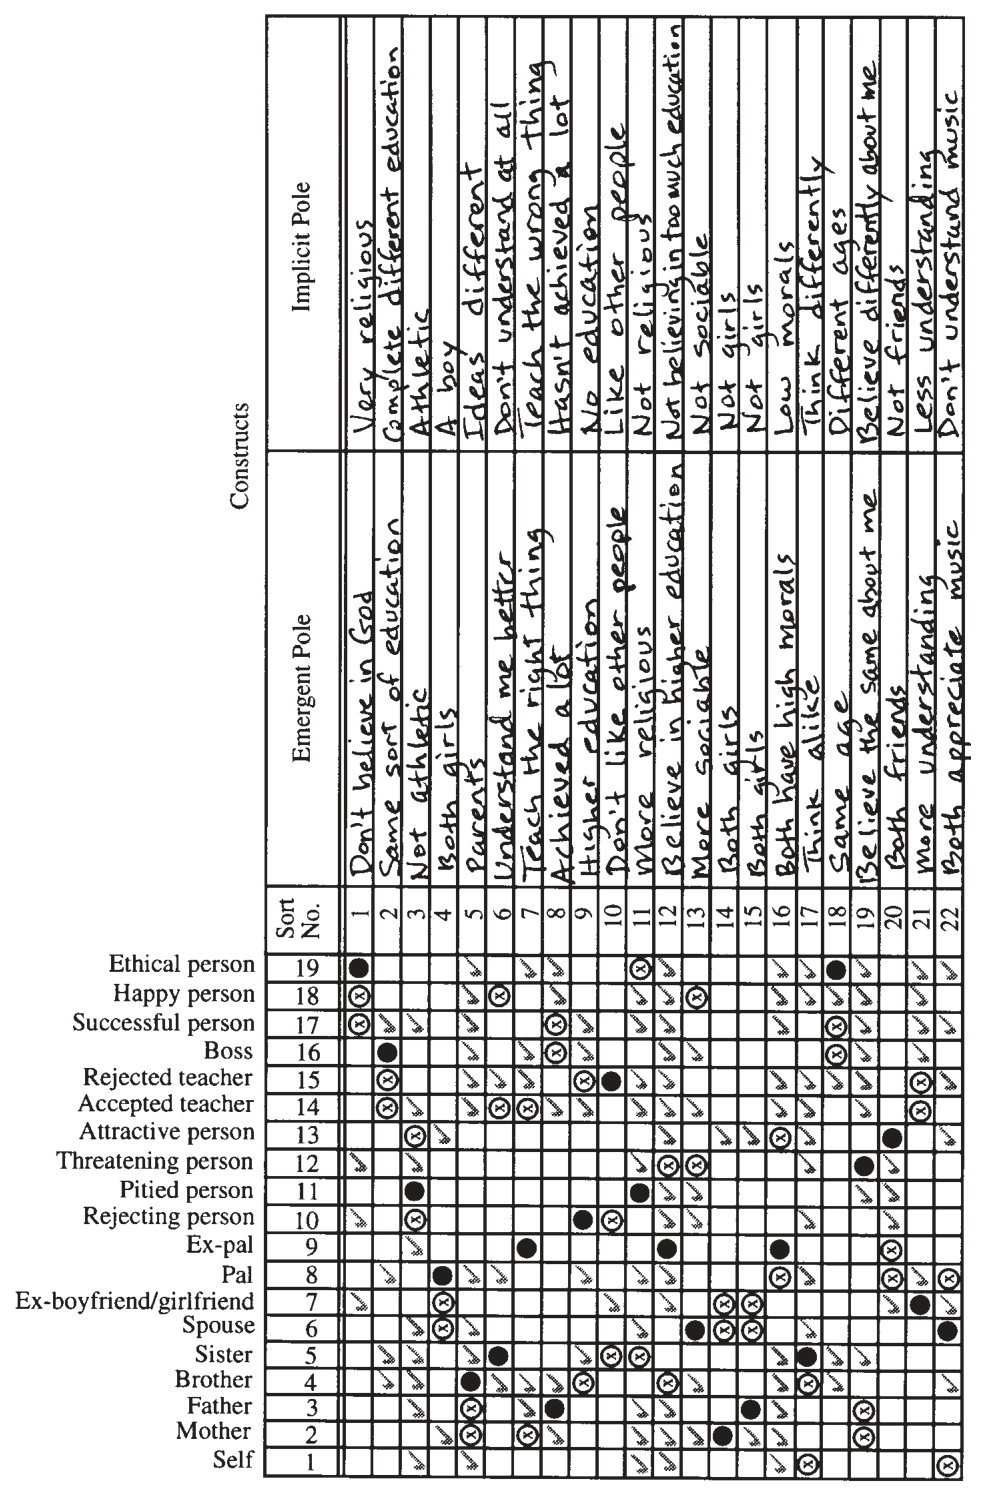 Constructs
Implicit Pole
Very religious
Complete different education
Athletic
A boy
Ideas different
Don't understand at all
Teach the wrong thing
Hasn't achieved a lot
No education
Like other people
Not religious
Not believing in too much education
Not sociable
Not girls
Not girls
Low morals
Think differently
Different ages
Believe differently about me
Not friends
Less understanding
Don't understand music
Emergent Pole
Don't believe in God
Same sort of education
Not athletic
Both girls
Parents
Understand me better
Teach the right thing
Achieved a lot
Higher education
Don't like other people
More religious
Believe in higher education
More sociable
Both girls
Both girls
Both have high morals
Think alike
Same age
Believe the same about me
Both friends
More understanding
Both appreciate music
Sort No. 1 2 3 4 5 6 7 8 9 10 11 12 13 14 15 16 17 18 19 20 21 22
Ethical person 19
Happy person 18
Successful person 17
Boss 16
Rejected teacher 15
Accepted teacher 14
Attractive person 13
Threatening person 12
Pitied person 11
Rejecting person 10
Ex-pal 9
Pal 8
Ex-boyfriend/girlfriend 7
Spouse 6
Sister 5
Brother 4
Father 3
Mother 2
Self 1